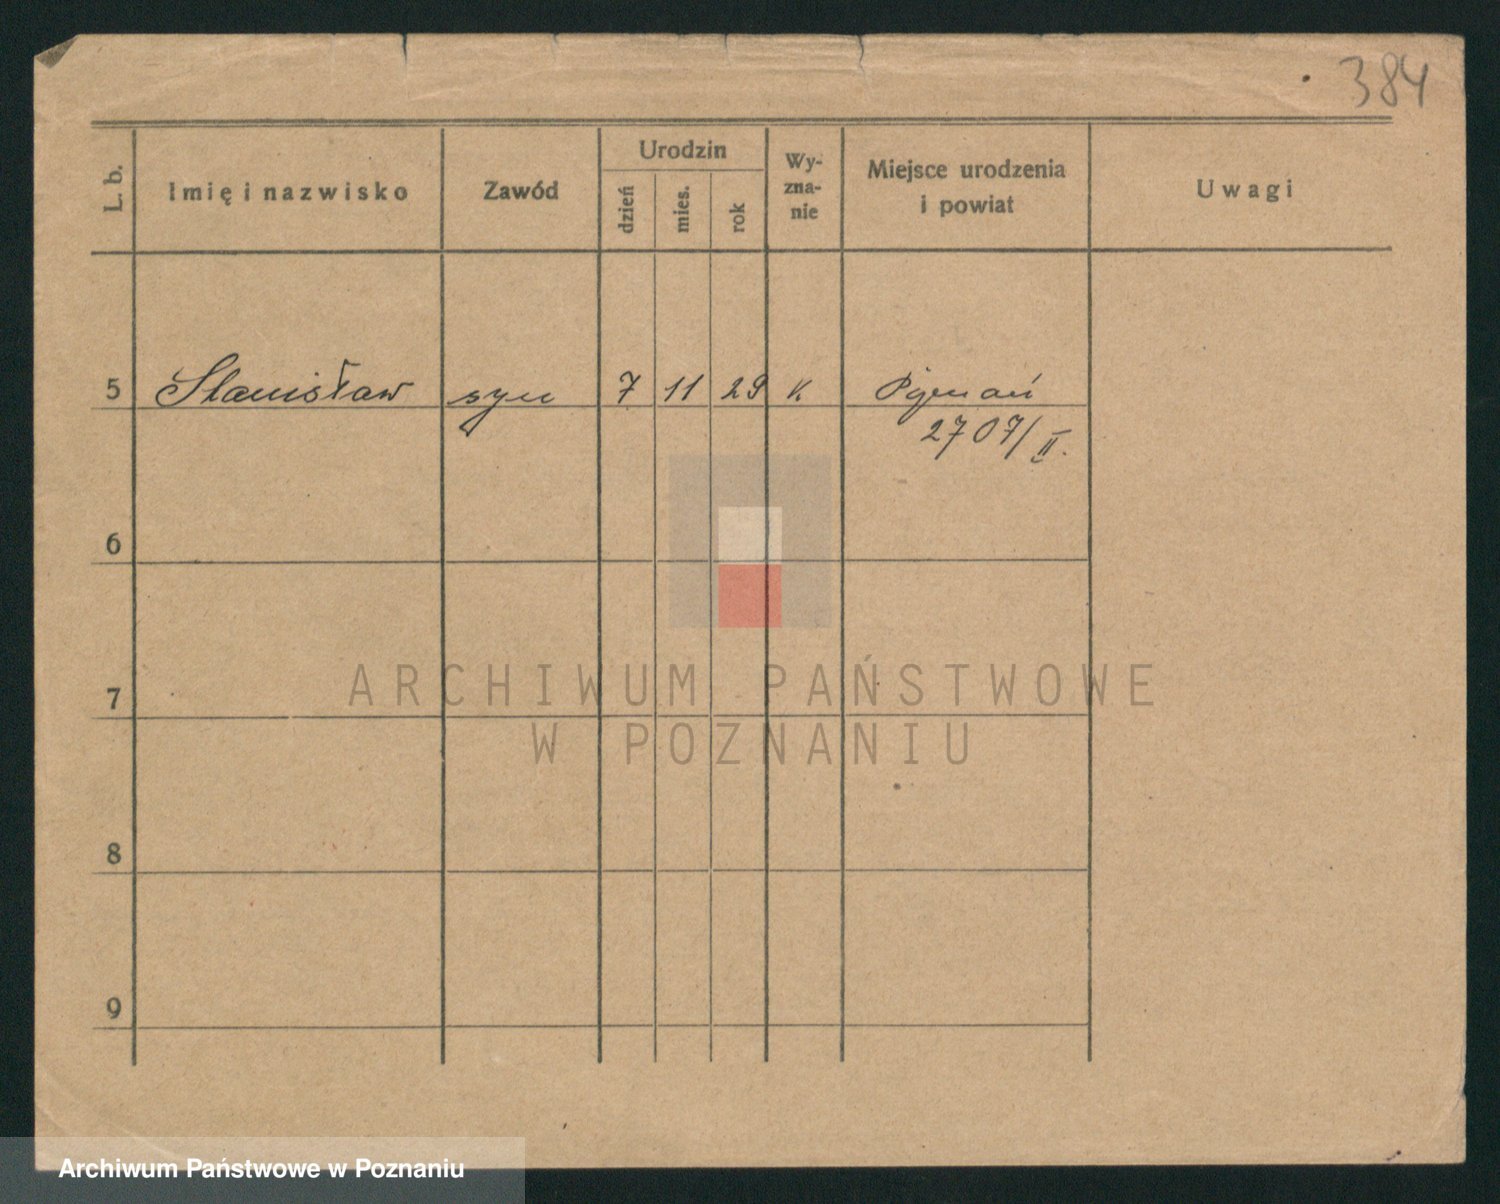 384
L. b.
Imię i nazwisko
Zawód
Urodzin
dzień
mies.
rok
Wy-
zna-
nie
Miejsce urodzenia
i powiat
Uwagi
5 Stanisław syn 7 11 29 K
2707/II.
6
7
8
9
ARCHIWUM PAŃSTWOWE
W POZNANIU
Archiwum Państwowe w Poznaniu